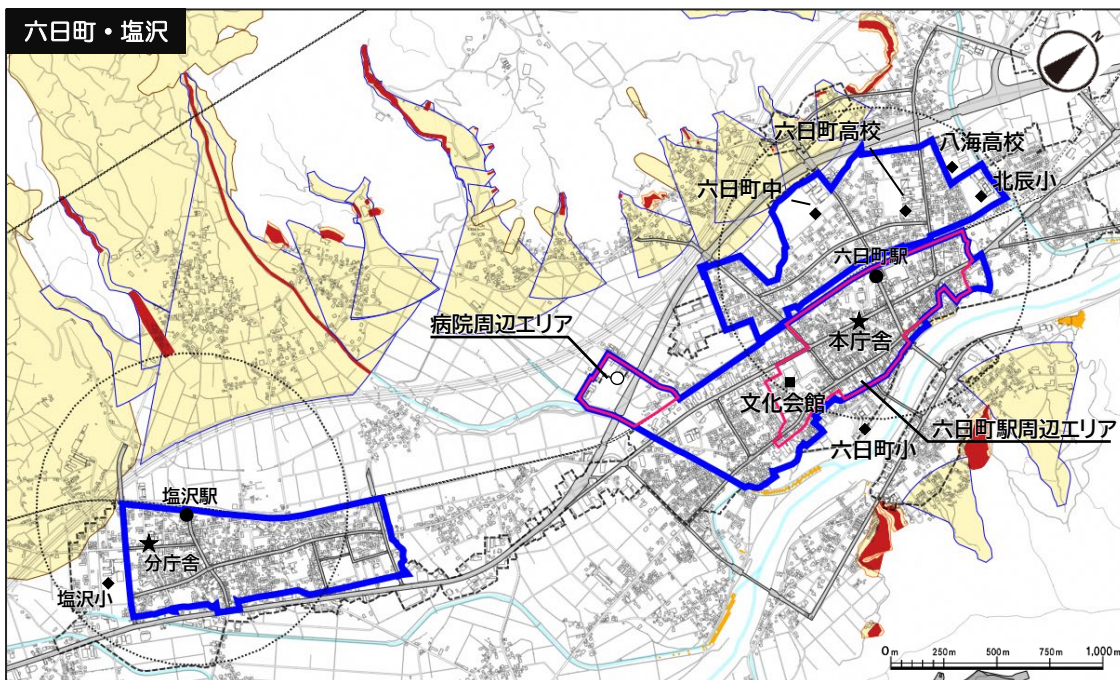 六日町・塩沢
N
六日町高校
八海高校
六日町中
北辰小
六日町駅
病院周辺エリア
本庁舎
文化会館
六日町駅周辺エリア
六日町小
塩沢駅
分庁舎
塩沢小
0m 250m 500m 750m 1,000m